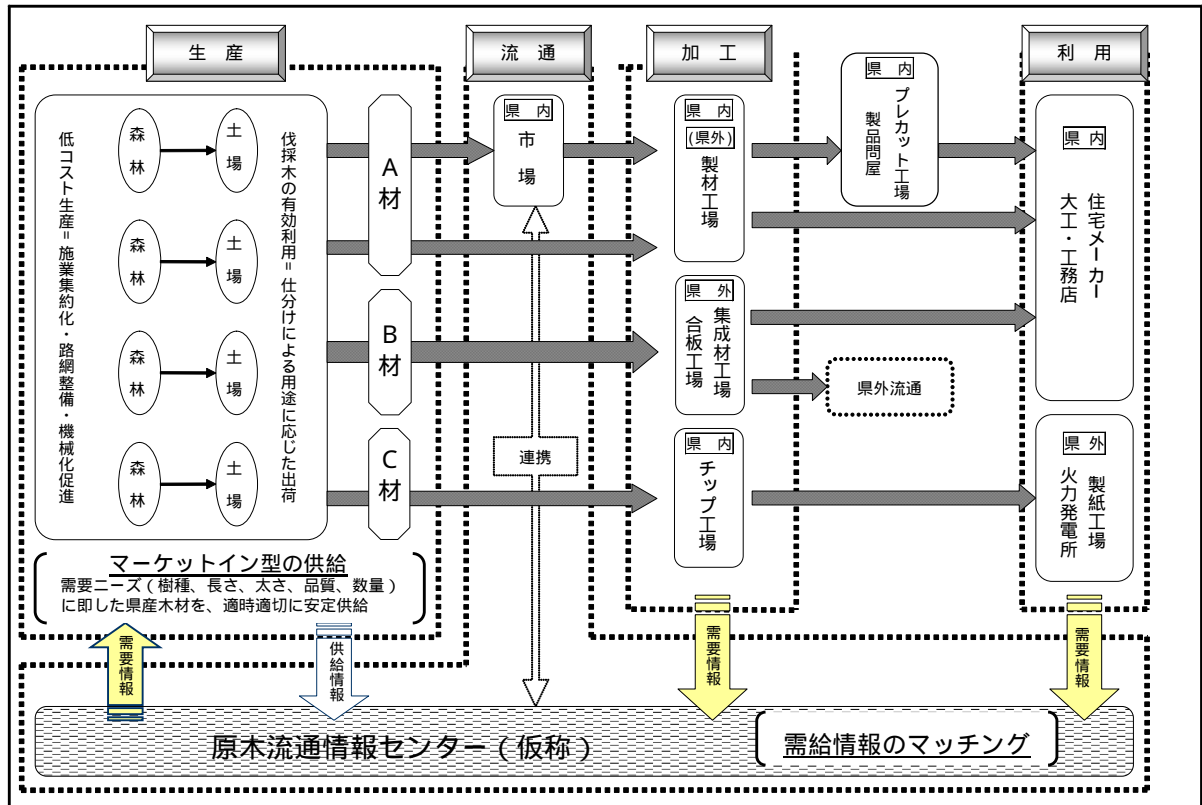 生　産
流　通
加　工
利　用
低コスト生産＝施業集約化・路網整備・機械化促進
森林
土場
森林
土場
森林
土場
森林
土場
伐採木の有効利用＝仕分けによる用途に応じた出荷
A材
B材
C材
マーケットイン型の供給
需要ニーズ（樹種、長さ、太さ、品質、数量）
に即した県産木材を、適時適切に安定供給
県　内
市場
連携
県　内
(県外)
製材工場
県　外
集成材工場
合板工場
県　内
チップ工場
県　内
プレカット工場
製品問屋
県外流通
県　内
住宅メーカー
大工・工務店
県　外
製紙工場
火力発電所
需要情報
供給情報
需要情報
需要情報
原木流通情報センター（仮称）
需給情報のマッチング